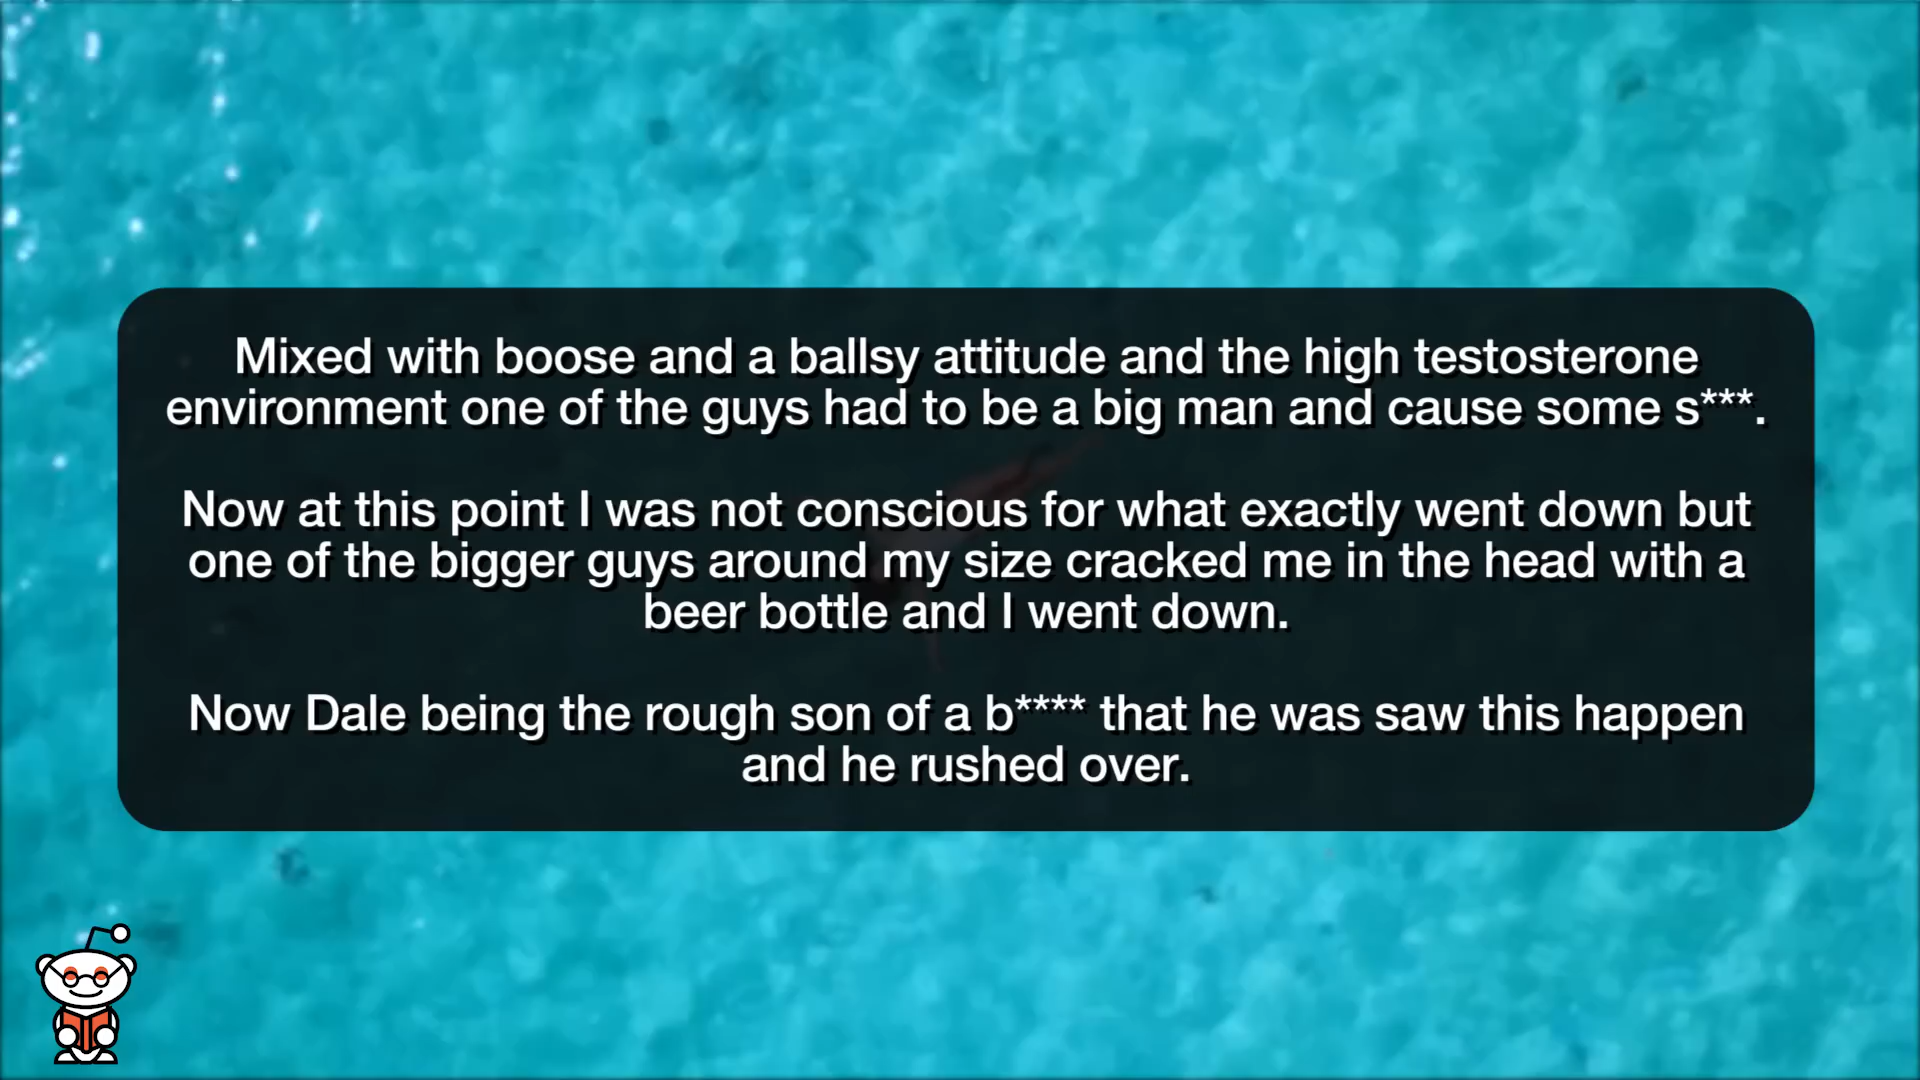 Mixed with boose and a ballsy attitude and the high testosterone
environment one of the guys had to be a big man and cause some s***.
Now at this point I was not conscious for what exactly went down but
one of the bigger guys around my size cracked me in the head with a
beer bottle and I went down.
Now Dale being the rough son of a b**** that he was saw this happen
and he rushed over.